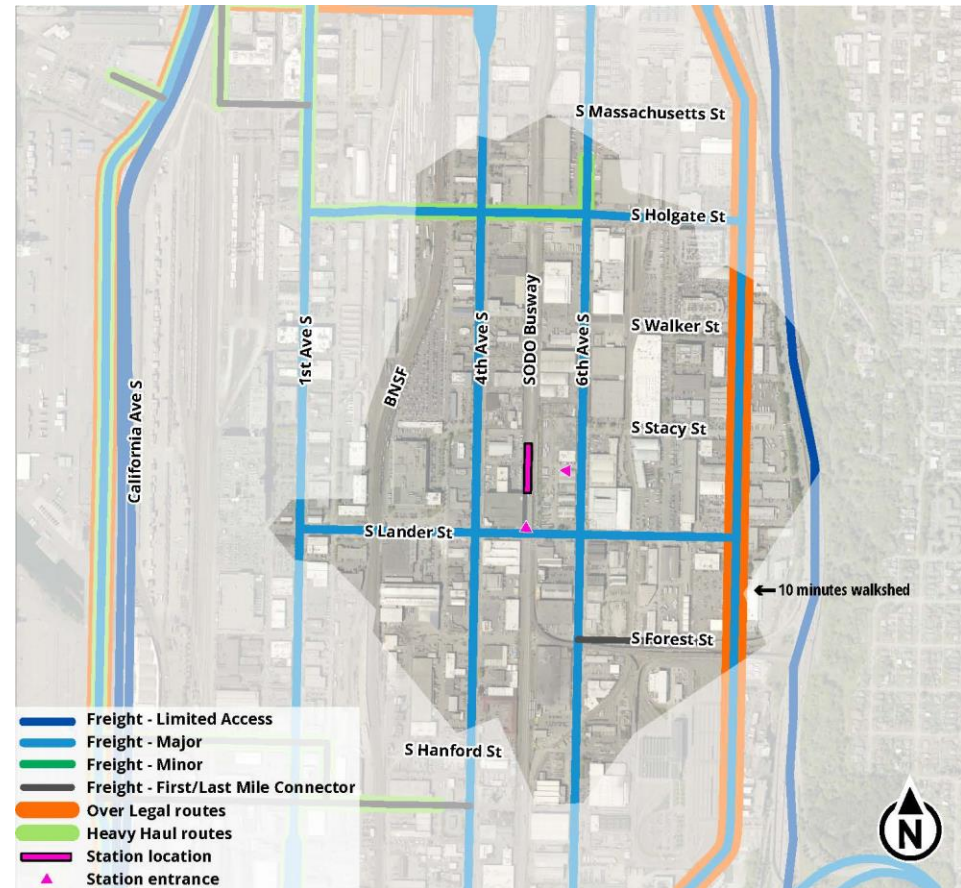 S Massachusetts St
S Holgate St
S Walker St
1st Ave S
BNSF
4th Ave S
SODO Busway
6th Ave S
California Ave S
S Stacy St
S Lander St
10 minutes walkshed
S Forest St
S Hanford St
Freight - Limited Access
Freight - Major
Freight - Minor
Freight - First/Last Mile Connector
Over Legal routes
Heavy Haul routes
Station location
Station entrance
N